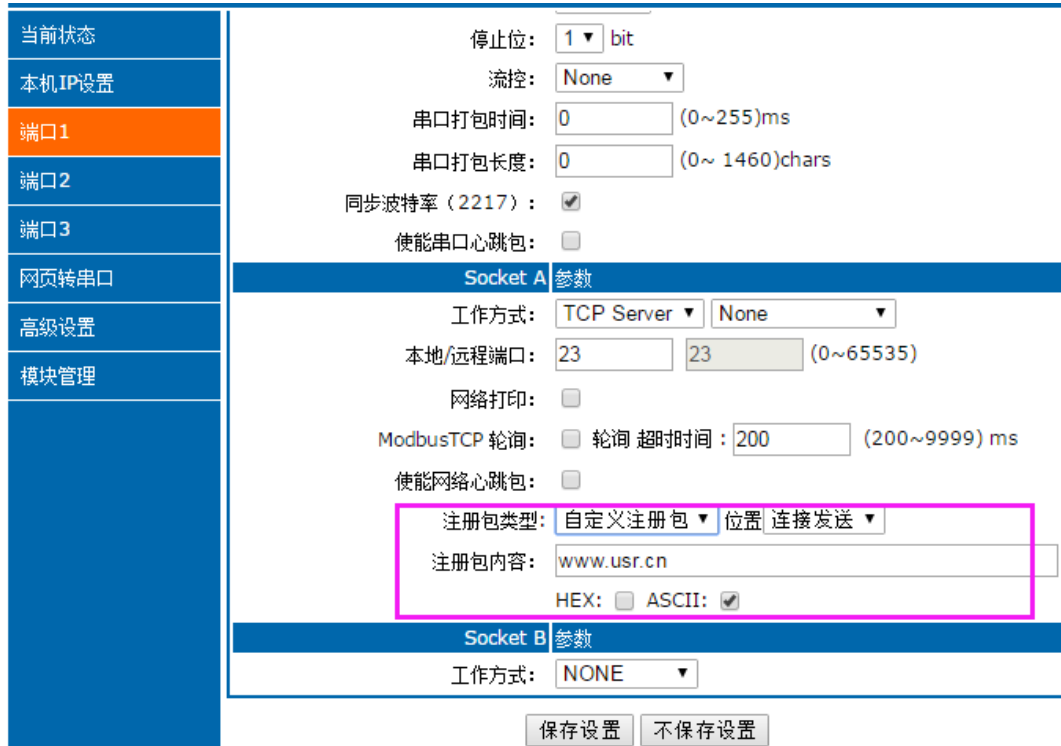 当前状态
本机IP设置
端口1
端口2
端口3
网页转串口
高级设置
模块管理
停止位： 1 bit
流控： None
串口打包时间： 0 (0~255)ms
串口打包长度： 0 (0~ 1460)chars
同步波特率（2217）：
使能串口心跳包：
Socket A 参数
工作方式： TCP Server None
本地/远程端口： 23 23 (0~65535)
网络打印：
ModbusTCP 轮询： 轮询 超时时间：200 (200~9999) ms
使能网络心跳包：
注册包类型: 自定义注册包 位置 连接发送
注册包内容： www.usr.cn
HEX: ASCII:
Socket B 参数
工作方式： NONE
保存设置 不保存设置